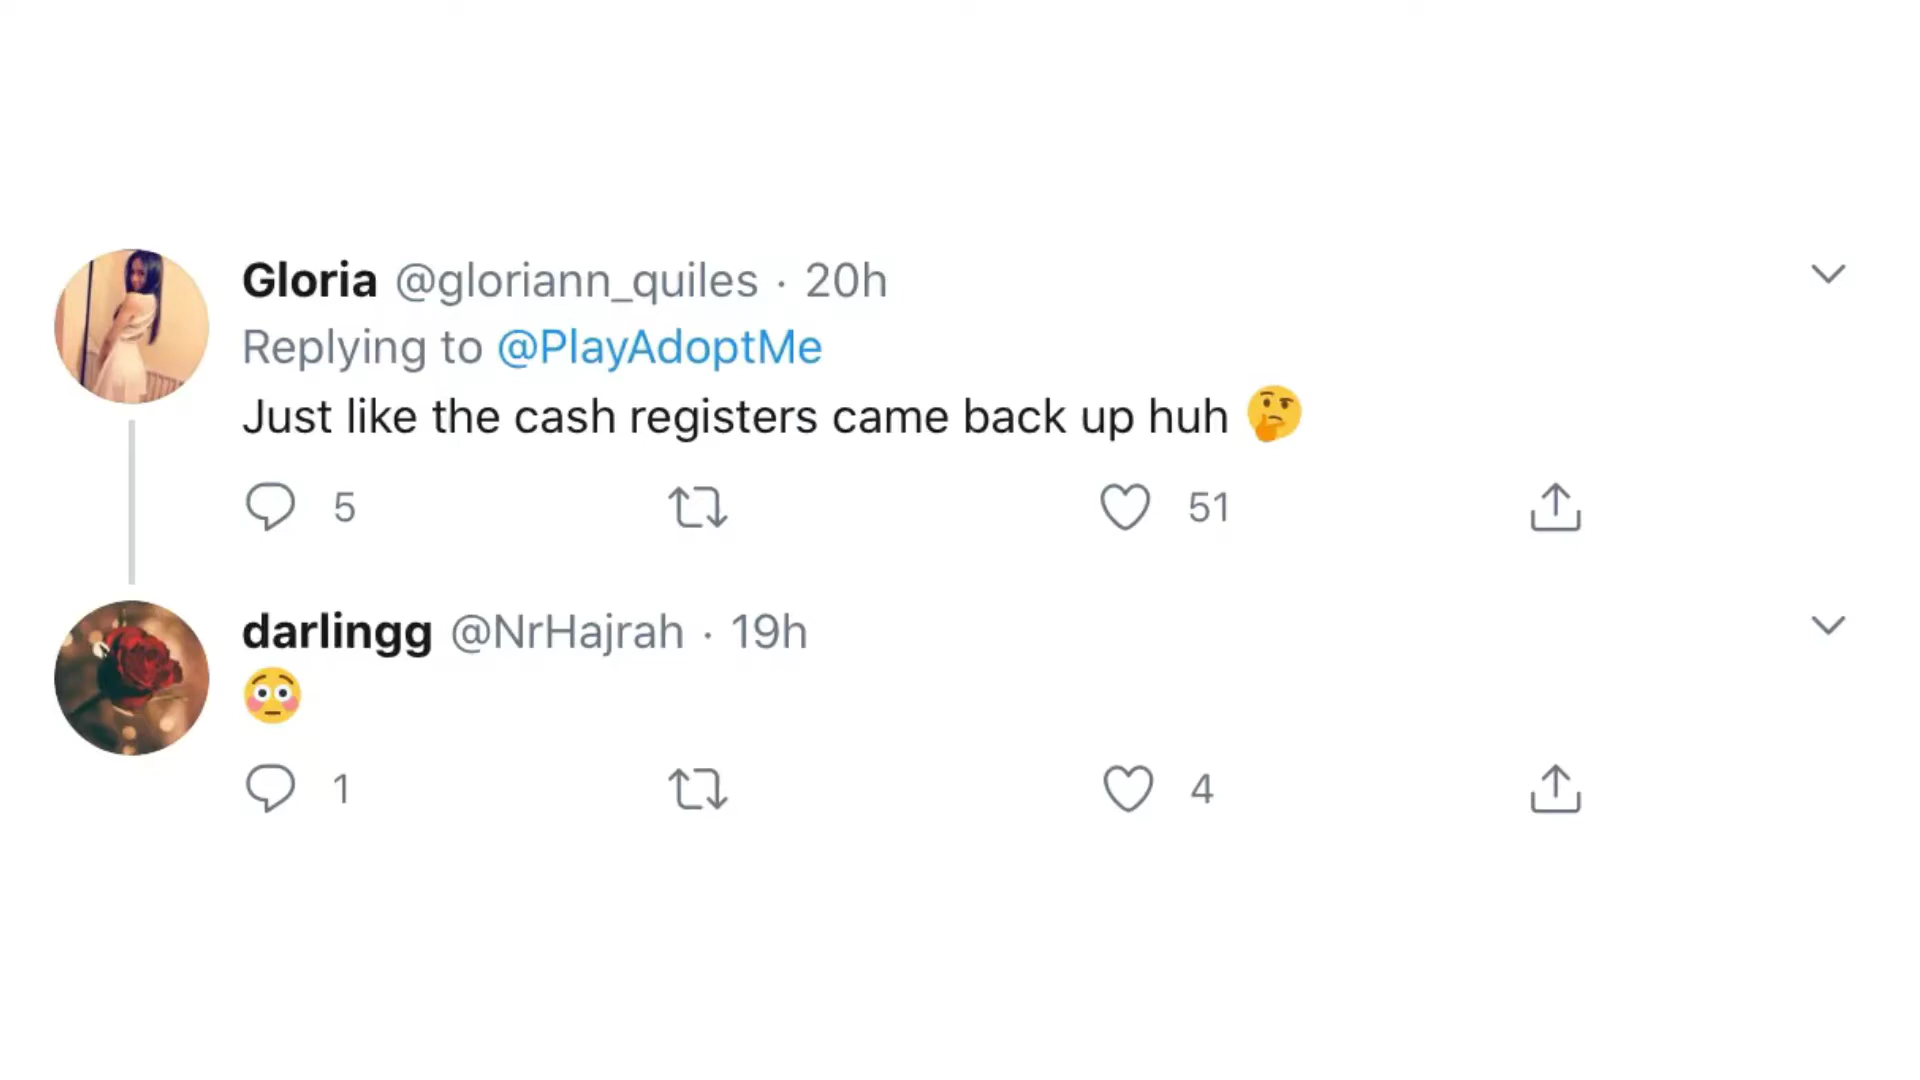 Gloria @gloriann_quiles · 20h
Replying to @PlayAdoptMe
Just like the cash registers came back up huh 🤔
5 51
darlingg @NrHajrah · 19h
😳
1 4